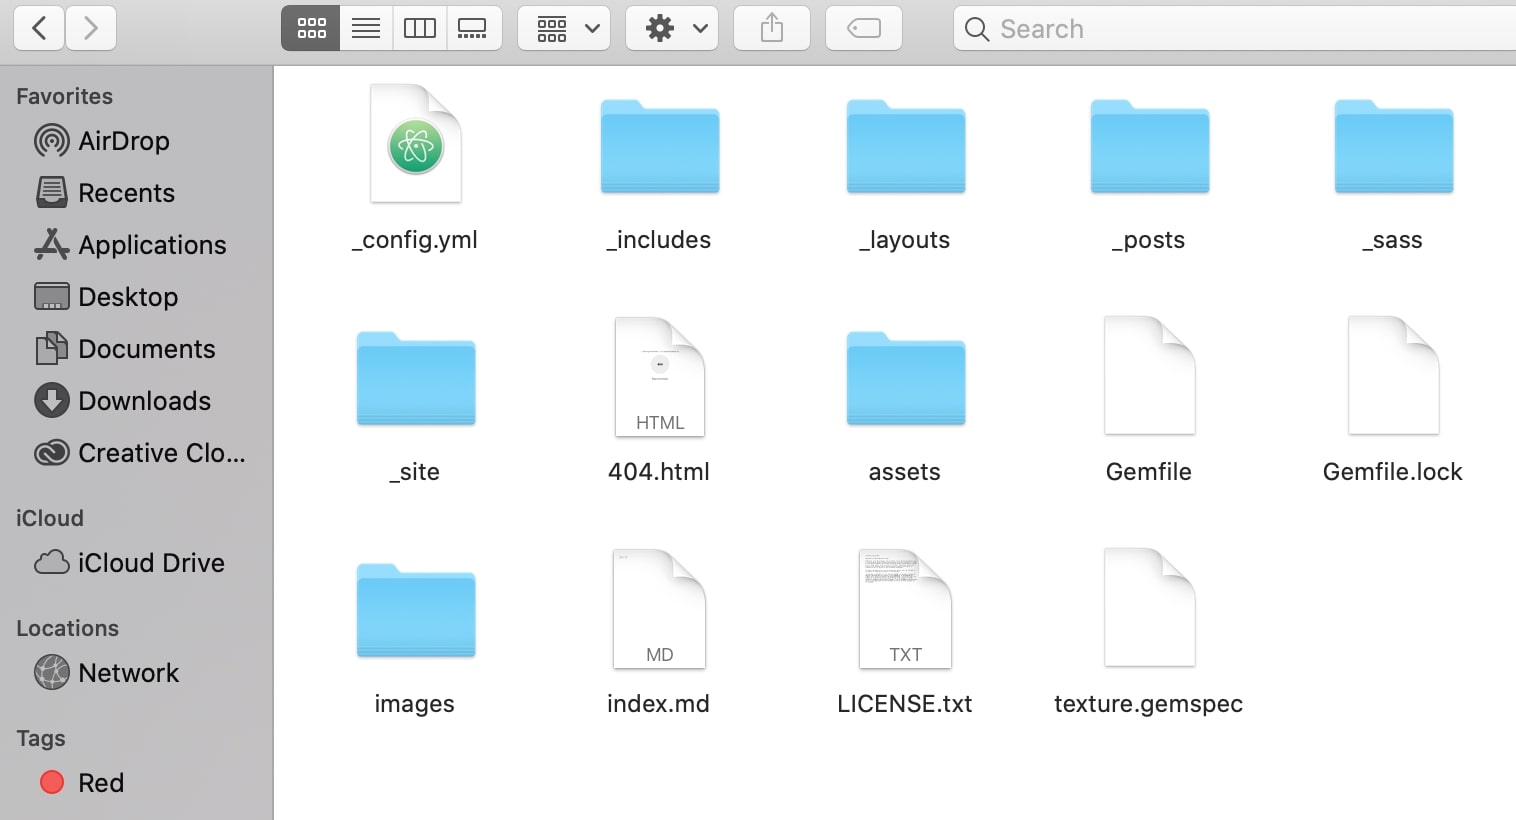 Search
Favorites
AirDrop
Recents
Applications
Desktop
Documents
Downloads
Creative Clo...
iCloud
iCloud Drive
Locations
Network
Tags
Red
_config.yml
_includes
_layouts
_posts
_sass
_site
HTML
404.html
assets
Gemfile
Gemfile.lock
images
MD
index.md
TXT
LICENSE.txt
texture.gemspec